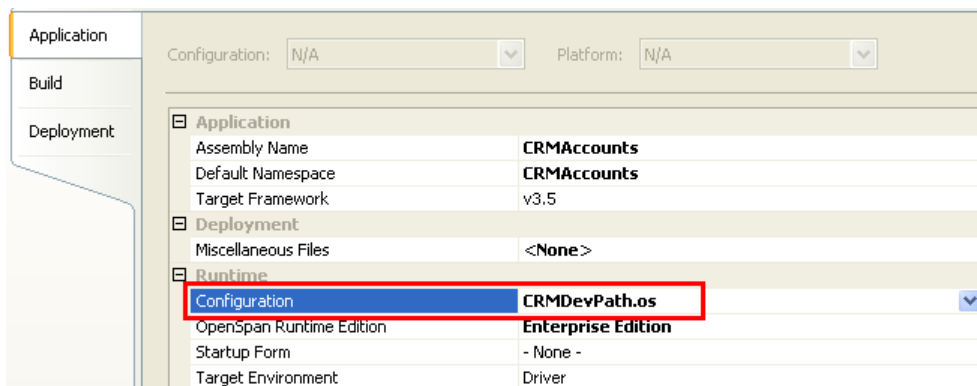 Application
Configuration: N/A Platform: N/A
Build
Deployment
Application
Assembly Name CRMAccounts
Default Namespace CRMAccounts
Target Framework v3.5
Deployment
Miscellaneous Files <None>
Runtime
Configuration CRMDevPath.os
OpenSpan Runtime Edition Enterprise Edition
Startup Form - None -
Target Environment Driver